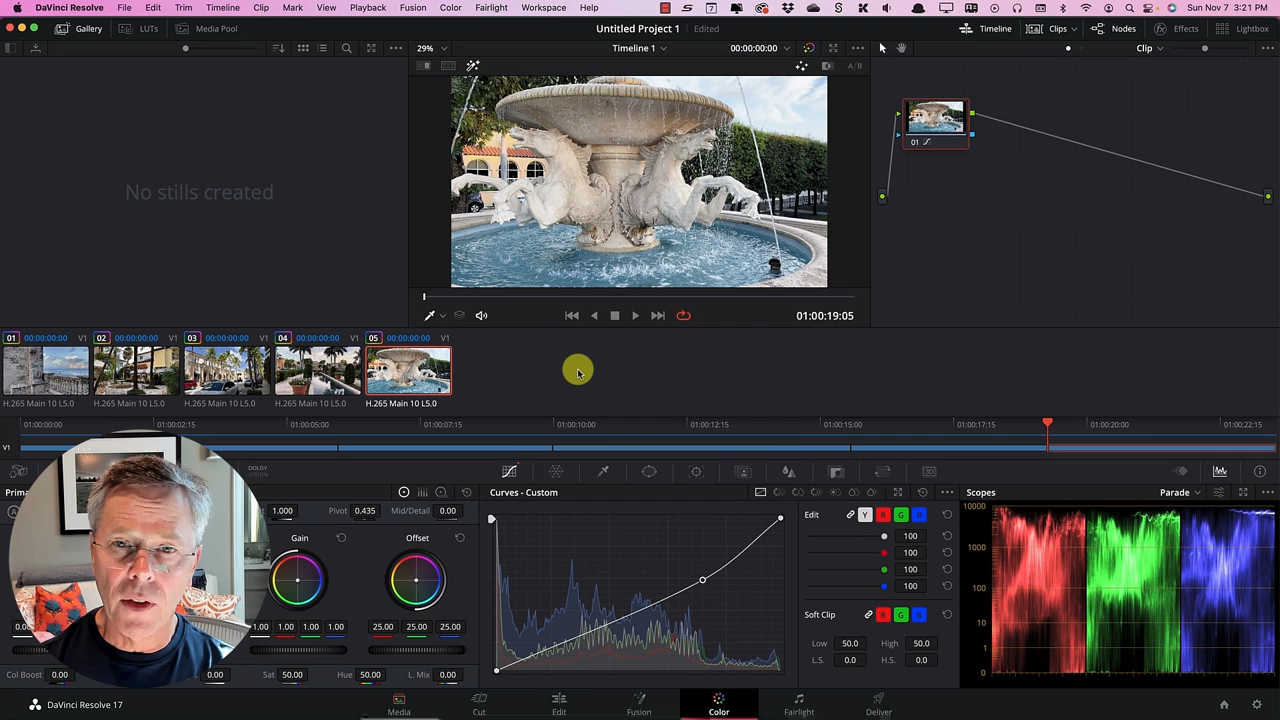 DaVinci Resolve File Edit Trim Timeline Clip Mark View Playback Fusion Color Fairlight Workspace Help Sun Nov 7 3:21 PM
Gallery LUTs Media Pool Untitled Project 1 Edited Timeline Clips Nodes Effects Lightbox
29% Timeline 1 00:00:00:00 Clip
A/B
No stills created
01
01:00:19:05
01 00:00:00:00 V1 02 00:00:00:00 V1 03 00:00:00:00 V1 04 00:00:00:00 V1 05 00:00:00:00 V1
H.265 Main 10 L5.0 H.265 Main 10 L5.0 H.265 Main 10 L5.0 H.265 Main 10 L5.0 H.265 Main 10 L5.0
01:00:00:00 01:00:02:15 01:00:05:00 01:00:07:15 01:00:10:00 01:00:12:15 01:00:15:00 01:00:17:15 01:00:20:00 01:00:22:15
V1
DOLBY
VISION
3D
Prima Curves - Custom Scopes Parade
1.000 Pivot 0.435 Mid/Detail 0.00 Edit Y R G B
Gain Offset
100
100
100
100
Soft Clip R G B
0.0 1.00 1.00 1.00 1.00 25.00 25.00 25.00
Low 50.0 High 50.0
L.S. 0.0 H.S. 0.0
Col Boost 0.00 0.00 Sat 50.00 Hue 50.00 L. Mix 0.00
10000
1000
100
10
1
0
DaVinci Resolve 17 Media Cut Edit Fusion Color Fairlight Deliver